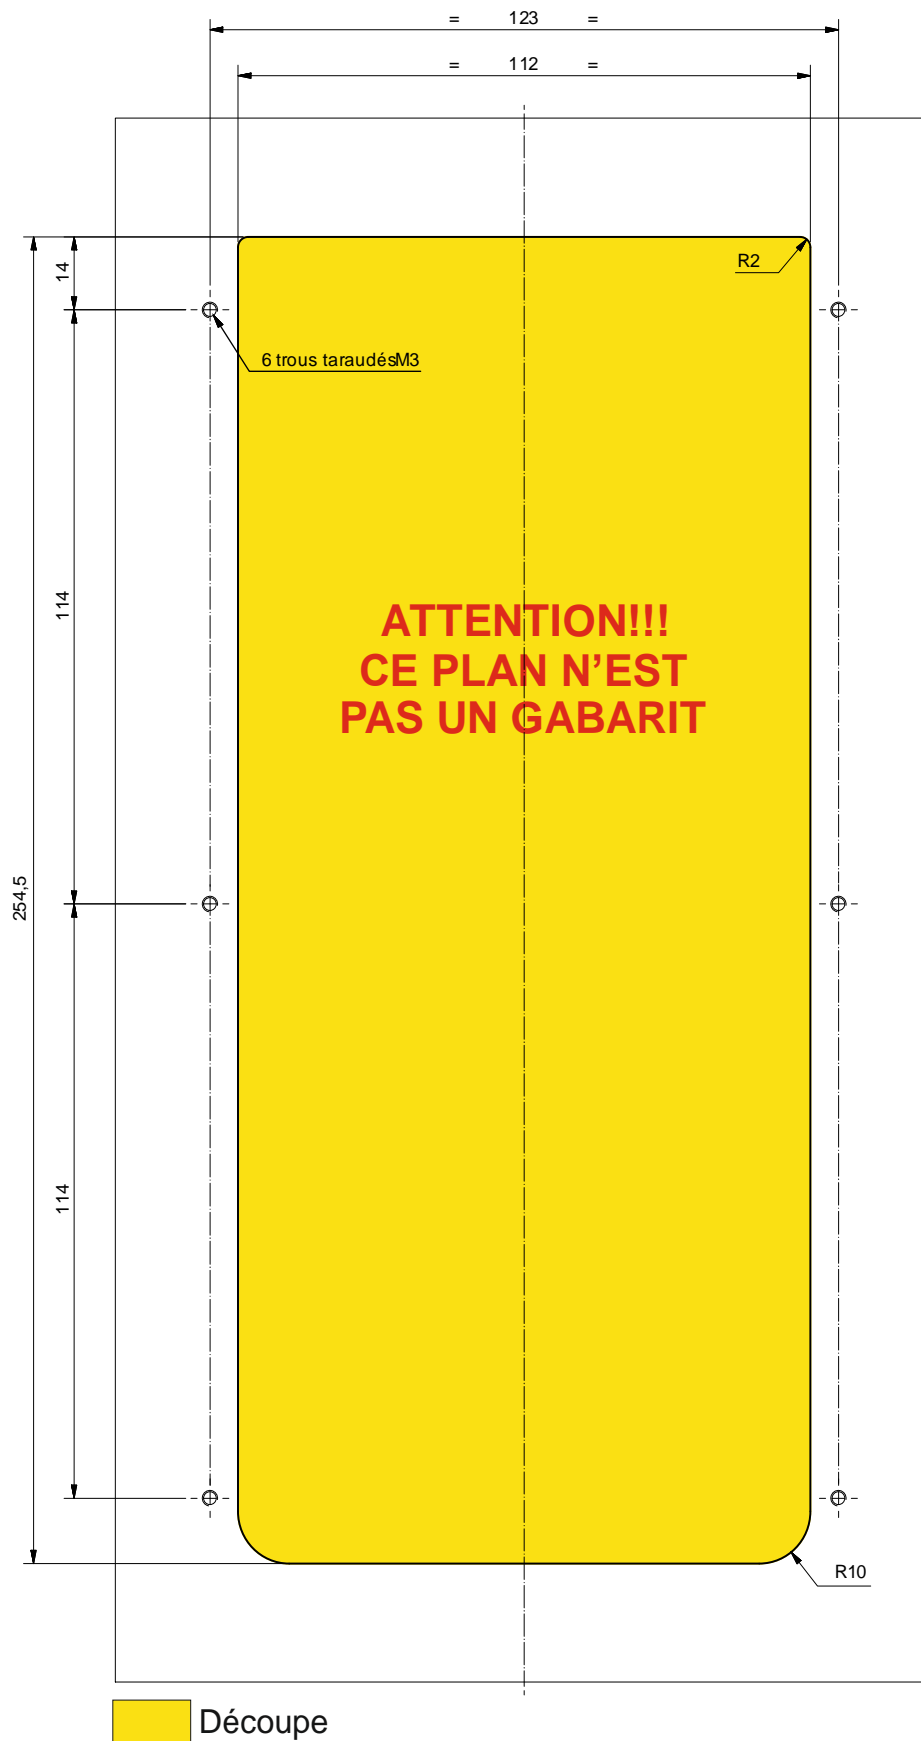 = 123 =
= 112 =
14
R2
6 trous taraudésM3
114
ATTENTION!!!
CE PLAN N’EST
PAS UN GABARIT
254,5
114
R10
Découpe